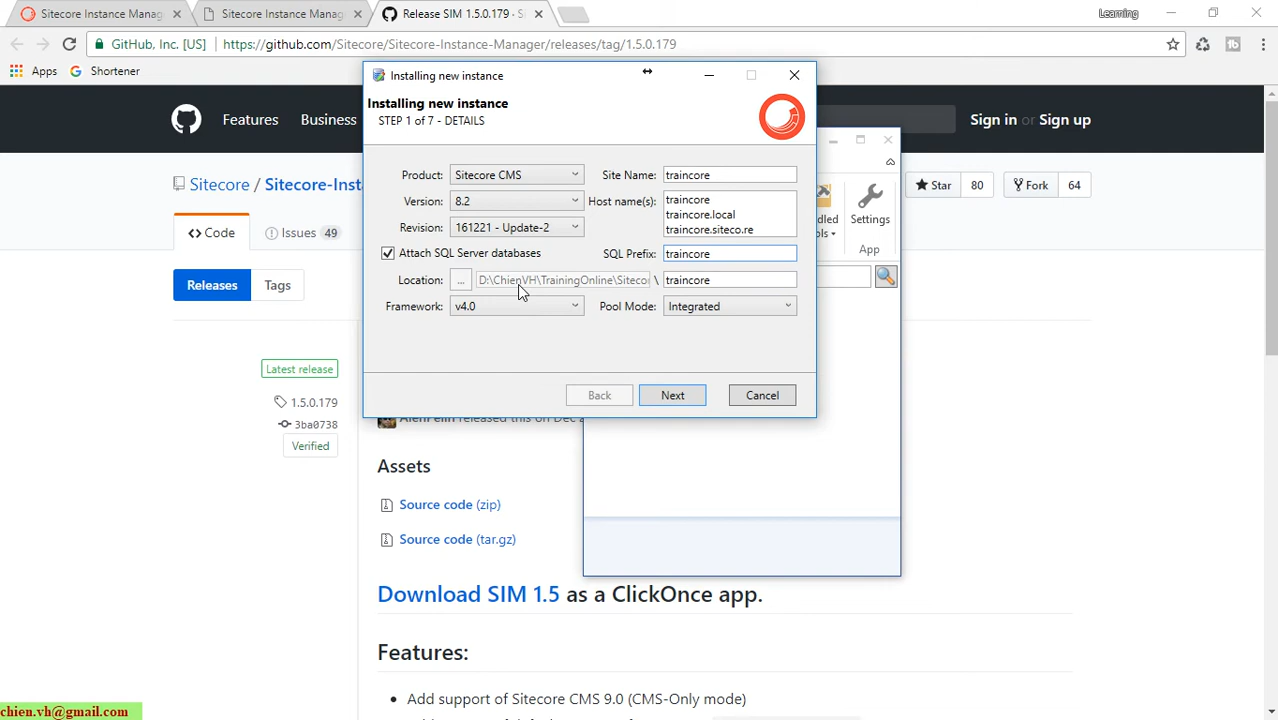 Sitecore Instance Mana
Sitecore Instance Manag
Release SIM 1.5.0.179 · S
Learning
GitHub, Inc. [US]
https://github.com/Sitecore/Sitecore-Instance-Manager/releases/tag/1.5.0.179
Apps
Shortener
Features
Business
Sign in or Sign up
Sitecore / Sitecore-Inst
Star 80
Fork 64
Code
Issues 49
Releases
Tags
Installing new instance
Installing new instance
STEP 1 of 7 - DETAILS
Product: Sitecore CMS
Site Name: traincore
Version: 8.2
Host name(s): traincore
traincore.local
traincore.siteco.re
Revision: 161221 - Update-2
Attach SQL Server databases
SQL Prefix: traincore
Location: ... D:\ChienVH\TrainingOnline\Siteco \ traincore
Framework: v4.0
Pool Mode: Integrated
Back
Next
Cancel
dled
ols
Settings
App
Latest release
1.5.0.179
3ba0738
Verified
released this on Dec
Assets
Source code (zip)
Source code (tar.gz)
Download SIM 1.5 as a ClickOnce app.
Features:
Add support of Sitecore CMS 9.0 (CMS-Only mode)
chien.vh@gmail.com